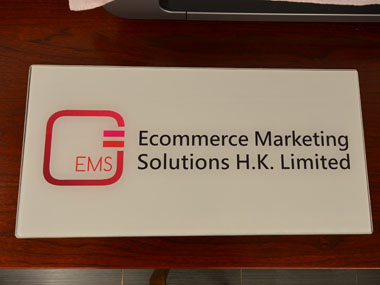 EMS
Ecommerce Marketing
Solutions H.K. Limited